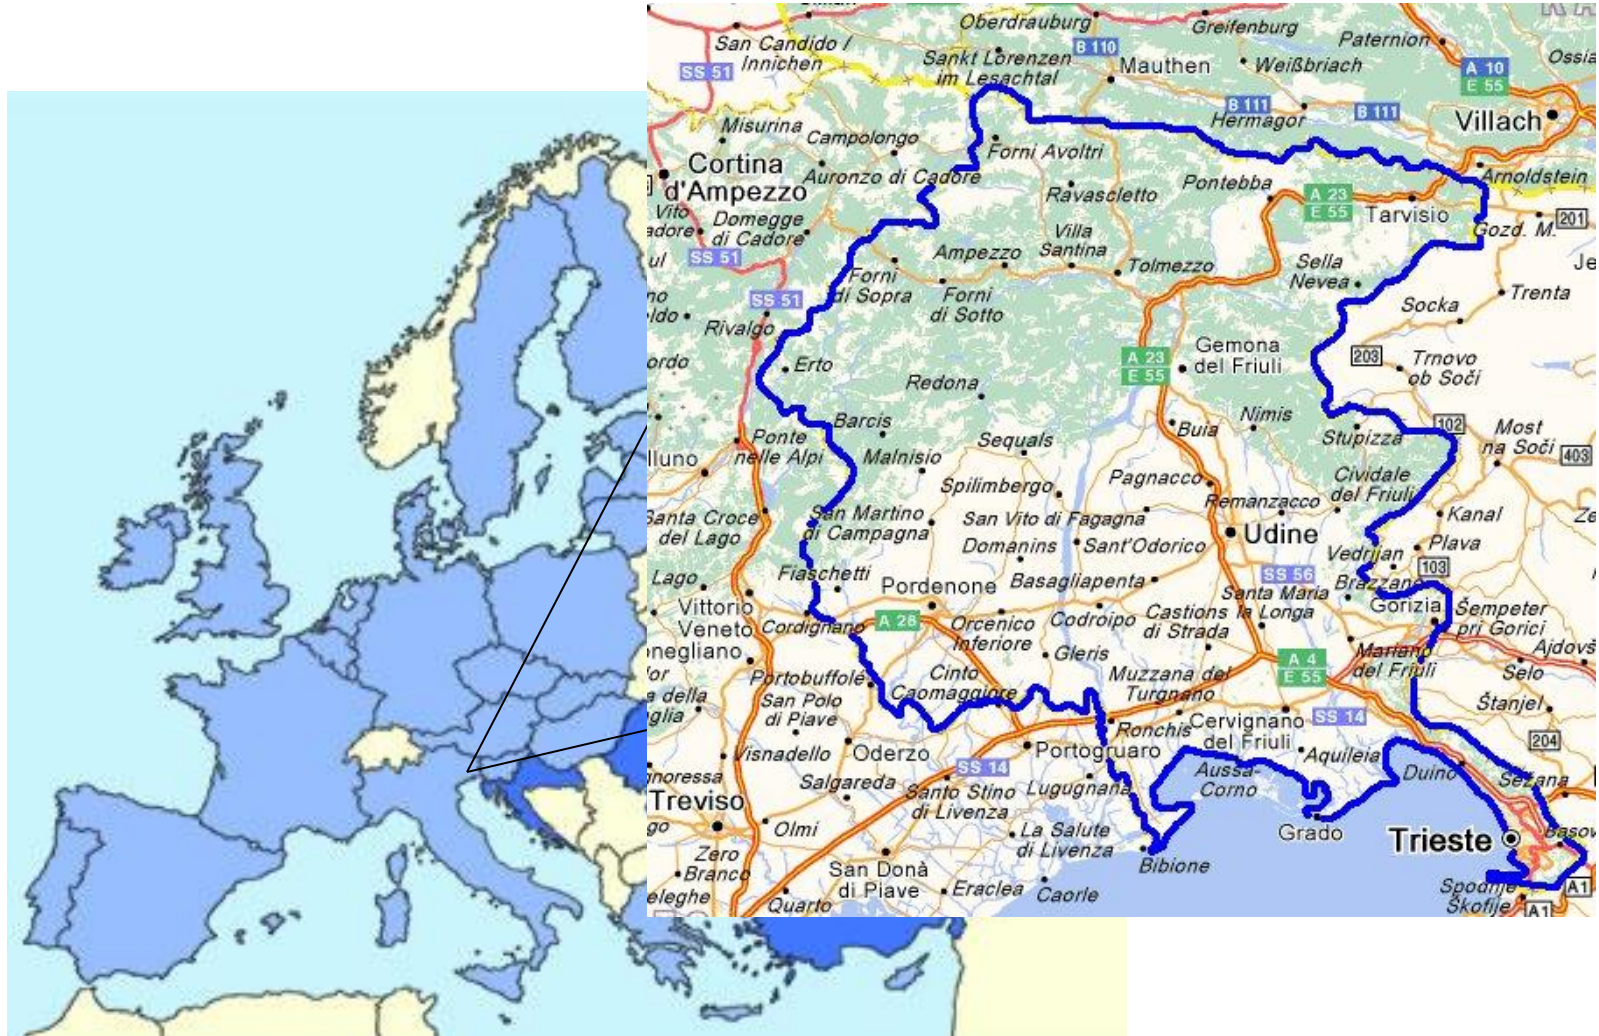 Oberdrauburg
Greifenburg
San Candido /
Innichen
SS 51
Sankt Lorenzen
im Lesachtal
B 110
Mauthen
Weißbriach
Paternion
A 10
E 55
B 111
Hermagor
B 111
Villach
Misurina
Campolongo
Forni Avoltri
Cortina
d'Ampezzo
Auronzo di Cadore
Ravascletto
Pontebba
A 23
E 55
Tarvisio
Arnoldstein
201
Gozd. M.
Domegge
di Cadore
SS 51
Ampezzo
Villa
Santina
Tolmezzo
Sella
Nevea
SS 51
Forni
di Sopra
Forni
di Sotto
Socka
Trenta
Rivalgo
Erto
A 23
E 55
Gemona
del Friuli
203
Trnovo
ob Soči
Redona
Barcis
Nimis
Buia
Stupizza
102
Most
na Soči
403
Ponte
nelle Alpi
Malnisio
Sequals
Cividale
del Friuli
Spilimbergo
Pagnacco
Remanzacco
Santa Croce
del Lago
San Martino
di Campagna
San Vito di Fagagna
Kanal
Udine
Domanins
Sant'Odorico
Vedrijan
Plava
Lago
Fiaschetti
Pordenone
Basagliapenta
SS 56
Brazzano
103
Vittorio
Veneto
Cordignano
A 28
Orcenico
Inferiore
Codroipo
Castions
di Strada
Santa Maria
la Longa
Gorizia
Šempeter
pri Gorici
Gleris
A 4
E 55
Mariano
del Friuli
Selo
Portobuffolè
Cinto
Caomaggiore
Muzzana del
Turgnano
San Polo
di Piave
SS 14
Štanjel
Visnadello
Oderzo
Portogruaro
Ronchis
Cervignano
del Friuli
Aquileia
204
SS 14
Salgareda
Santo Stino
di Livenza
Lugugnana
Aussa-
Corno
Duino
Sežana
Treviso
Olmi
La Salute
di Livenza
Grado
Trieste
Zero
Branco
San Donà
di Piave
Bibione
Eraclea
Caorle
Quarto
Spodnje
Škofije
A1
A1